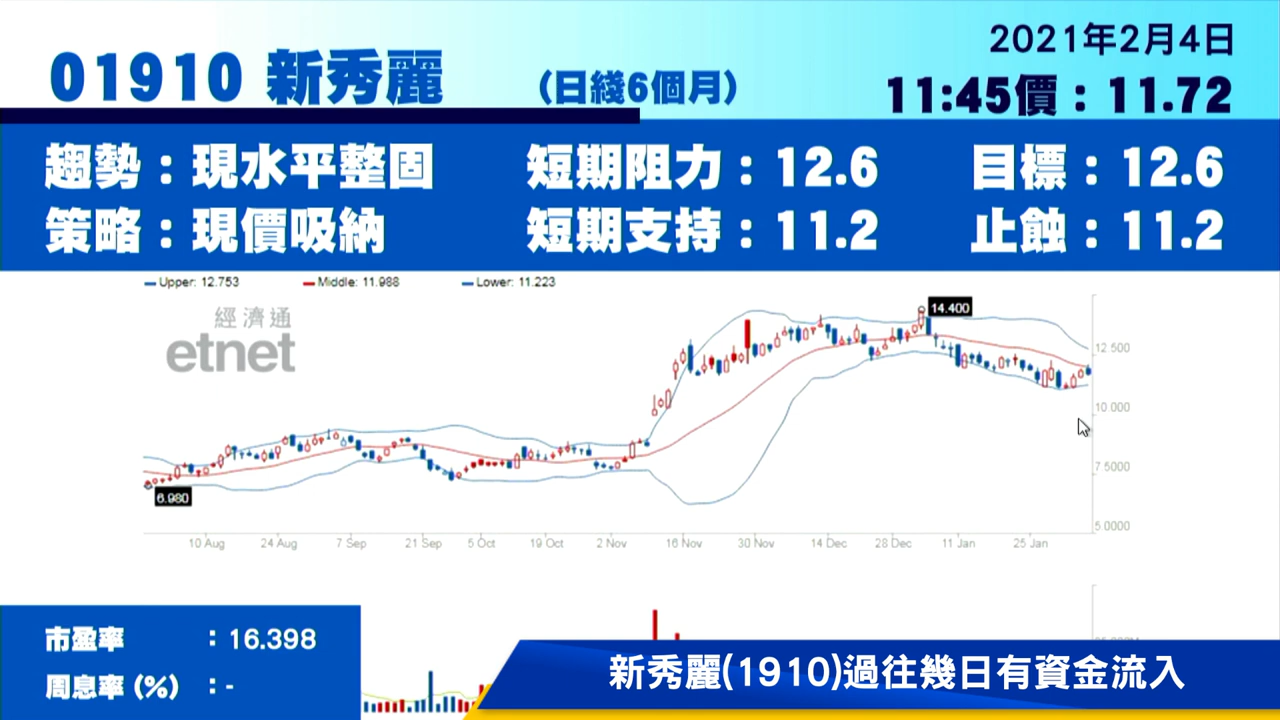 01910 新秀麗 (日綫6個月)
2021年2月4日
11:45價：11.72
趨勢：現水平整固 短期阻力：12.6 目標：12.6
策略：現價吸納 短期支持：11.2 止蝕：11.2
Upper: 12.753 Middle: 11.988 Lower: 11.223
經濟通
etnet
14.400
12.500
10.000
7.5000
6.980
5.0000
10 Aug 24 Aug 7 Sep 21 Sep 5 Oct 19 Oct 2 Nov 16 Nov 30 Nov 14 Dec 28 Dec 11 Jan 25 Jan
市盈率 ：16.398
周息率 (%) ：-
新秀麗(1910)過往幾日有資金流入